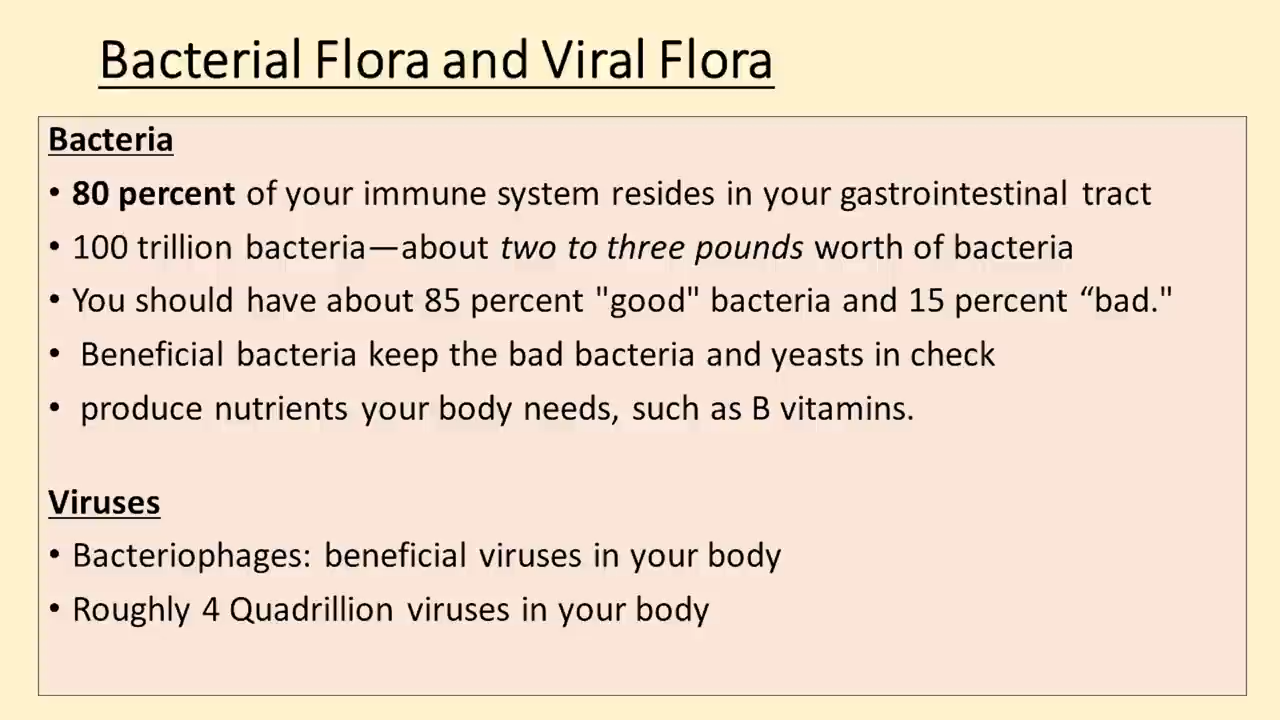 Bacterial Flora and Viral Flora
Bacteria
• 80 percent of your immune system resides in your gastrointestinal tract
• 100 trillion bacteria—about two to three pounds worth of bacteria
• You should have about 85 percent "good" bacteria and 15 percent “bad."
• Beneficial bacteria keep the bad bacteria and yeasts in check
• produce nutrients your body needs, such as B vitamins.
Viruses
• Bacteriophages: beneficial viruses in your body
• Roughly 4 Quadrillion viruses in your body